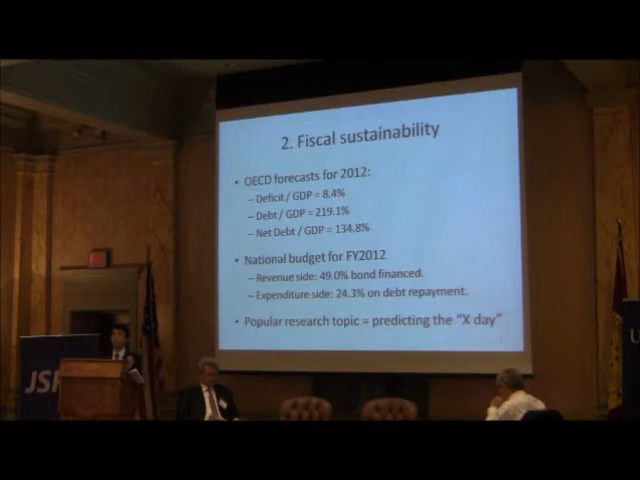 2. Fiscal sustainability
• OECD forecasts for 2012:
– Deficit / GDP = 8.4%
– Debt / GDP = 219.1%
– Net Debt / GDP = 134.8%
• National budget for FY2012
– Revenue side: 49.0% bond financed.
– Expenditure side: 24.3% on debt repayment.
• Popular research topic = predicting the “X day”